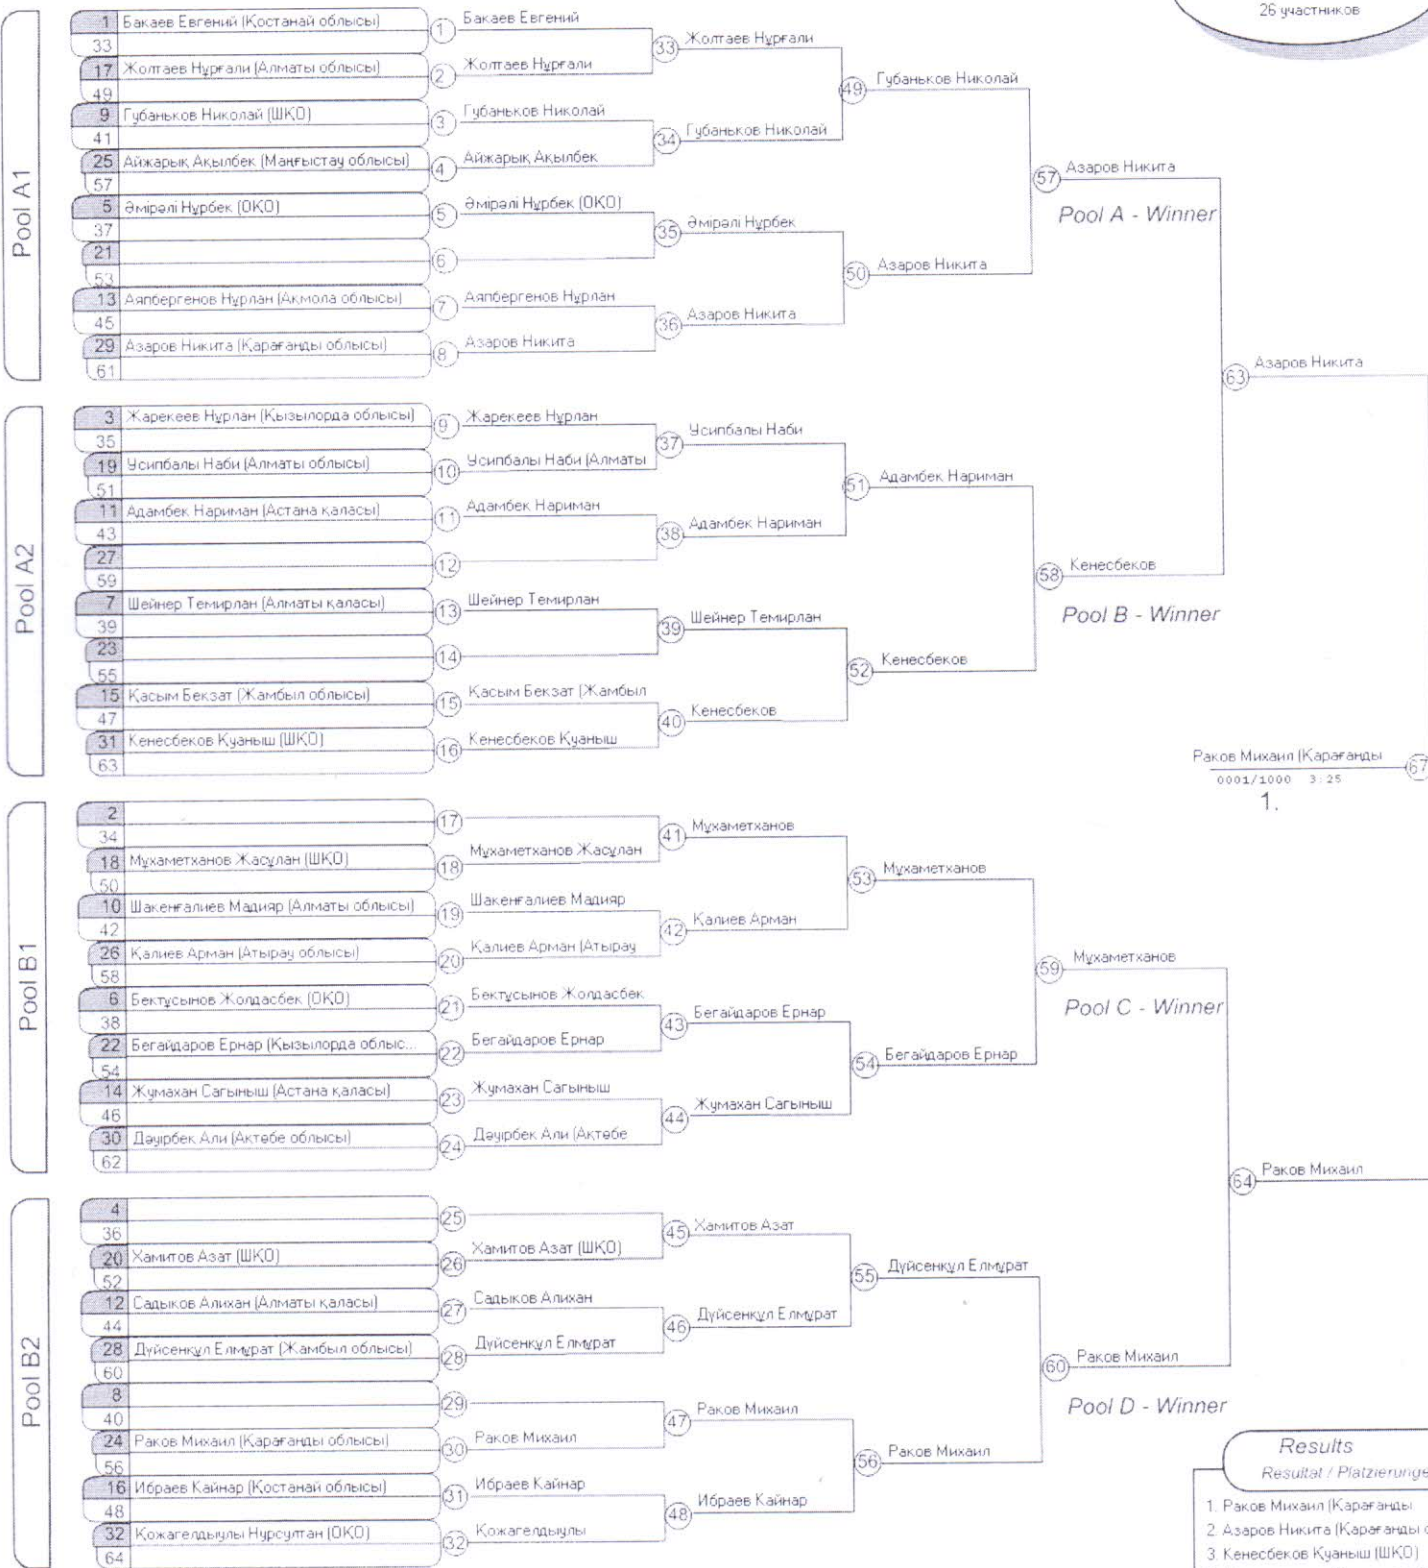 26 участников
Pool A1
1 Бакаев Евгений (Қостанай облысы)
33
17 Жолтаев Нұрғали (Алматы облысы)
49
9 Губаньков Николай (ШҚО)
41
25 Айжарық Ақылбек (Маңғыстау облысы)
57
5 Әмірәлі Нұрбек (ОҚО)
37
21
53
13 Аяпбергенов Нұрлан (Ақмола облысы)
45
29 Азаров Никита (Қарағанды облысы)
61
1 Бакаев Евгений
2 Жолтаев Нұрғали
3 Губаньков Николай
4 Айжарық Ақылбек
5 Әмірәлі Нұрбек (ОҚО)
6
7 Аяпбергенов Нұрлан
8 Азаров Никита
33 Жолтаев Нұрғали
34 Губаньков Николай
35 Әмірәлі Нұрбек
36 Азаров Никита
49 Губаньков Николай
50 Азаров Никита
57 Азаров Никита
Pool A - Winner
63 Азаров Никита
Pool A2
3 Жарекеев Нұрлан (Қызылорда облысы)
35
19 Усипбалы Наби (Алматы облысы)
51
11 Адамбек Нариман (Астана қаласы)
43
27
59
7 Шейнер Темирлан (Алматы қаласы)
39
23
55
15 Қасым Бекзат (Жамбыл облысы)
47
31 Кенесбеков Қуаныш (ШҚО)
63
9 Жарекеев Нұрлан
10 Усипбалы Наби (Алматы
11 Адамбек Нариман
12
13 Шейнер Темирлан
14
15 Қасым Бекзат (Жамбыл
16 Кенесбеков Қуаныш
37 Усипбалы Наби
38 Адамбек Нариман
39 Шейнер Темирлан
40 Кенесбеков
51 Адамбек Нариман
52 Кенесбеков
58 Кенесбеков
Pool B - Winner
Раков Михаил (Қарағанды 67
0001/1000 3:25
1.
Pool B1
2
34
18 Мұхаметханов Жасұлан (ШҚО)
50
10 Шакенғалиев Мадияр (Алматы облысы)
42
26 Қалиев Арман (Атырау облысы)
58
6 Бектұсынов Жолдасбек (ОҚО)
38
22 Бегайдаров Ернар (Қызылорда облыс...
54
14 Жұмахан Сағыныш (Астана қаласы)
46
30 Дәуірбек Али (Ақтөбе облысы)
62
17
18 Мұхаметханов Жасұлан
19 Шакенғалиев Мадияр
20 Қалиев Арман (Атырау
21 Бектұсынов Жолдасбек
22 Бегайдаров Ернар
23 Жұмахан Сағыныш
24 Дәуірбек Али (Ақтөбе
41 Мұхаметханов
42 Қалиев Арман
43 Бегайдаров Ернар
44 Жұмахан Сағыныш
53 Мұхаметханов
54 Бегайдаров Ернар
59 Мұхаметханов
Pool C - Winner
64 Раков Михаил
Pool B2
4
36
20 Хамитов Азат (ШҚО)
52
12 Садыков Алихан (Алматы қаласы)
44
28 Дүйсенқұл Елмұрат (Жамбыл облысы)
60
8
40
24 Раков Михаил (Қарағанды облысы)
56
16 Ибраев Кайнар (Қостанай облысы)
48
32 Қожагелдыулы Нурсултан (ОҚО)
64
25
26 Хамитов Азат (ШҚО)
27 Садыков Алихан
28 Дүйсенқұл Елмұрат
29
30 Раков Михаил
31 Ибраев Кайнар
32 Қожагелдыулы
45 Хамитов Азат
46 Дүйсенқұл Елмұрат
47 Раков Михаил
48 Ибраев Кайнар
55 Дүйсенқұл Елмұрат
56 Раков Михаил
60 Раков Михаил
Pool D - Winner
Results
Resultat / Platzierunge
1. Раков Михаил (Қарағанды
2. Азаров Никита (Қарағанды о
3. Кенесбеков Қуаныш (ШҚО)